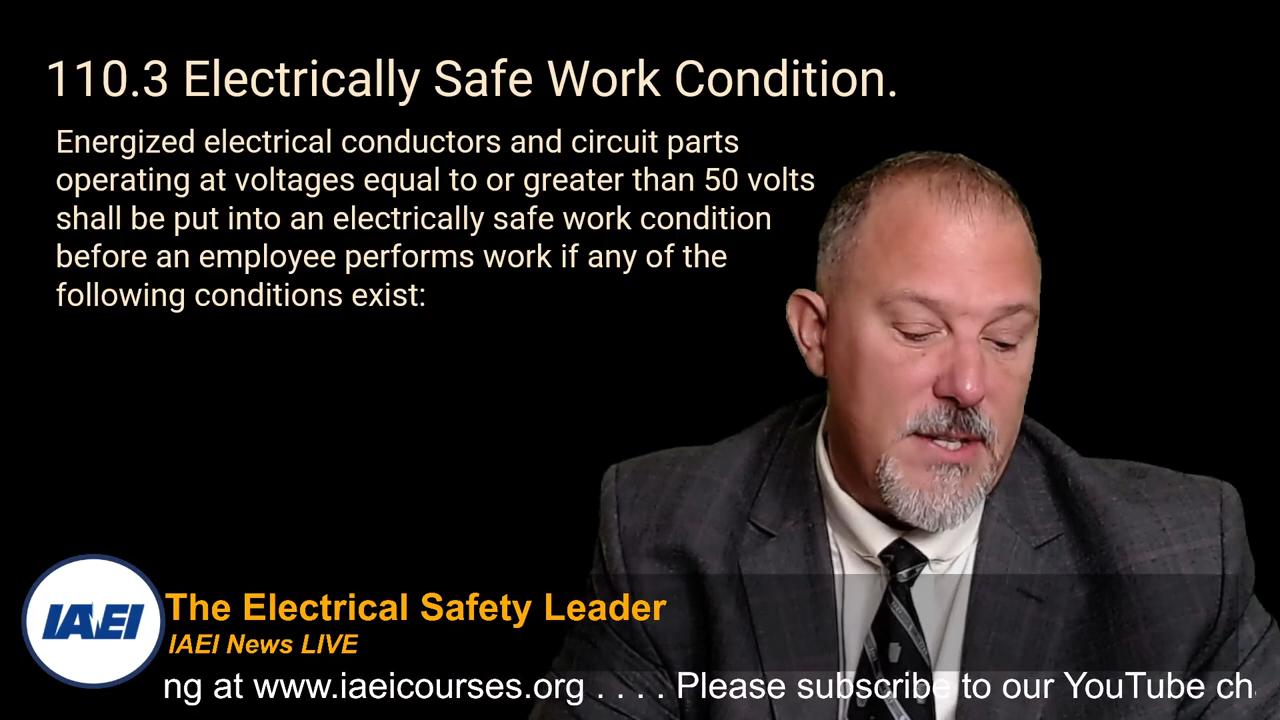 110.3 Electrically Safe Work Condition.
Energized electrical conductors and circuit parts
operating at voltages equal to or greater than 50 volts
shall be put into an electrically safe work condition
before an employee performs work if any of the
following conditions exist:
IAEI
The Electrical Safety Leader
IAEI News LIVE
ng at www.iaeicourses.org . . . . Please subscribe to our YouTube ch